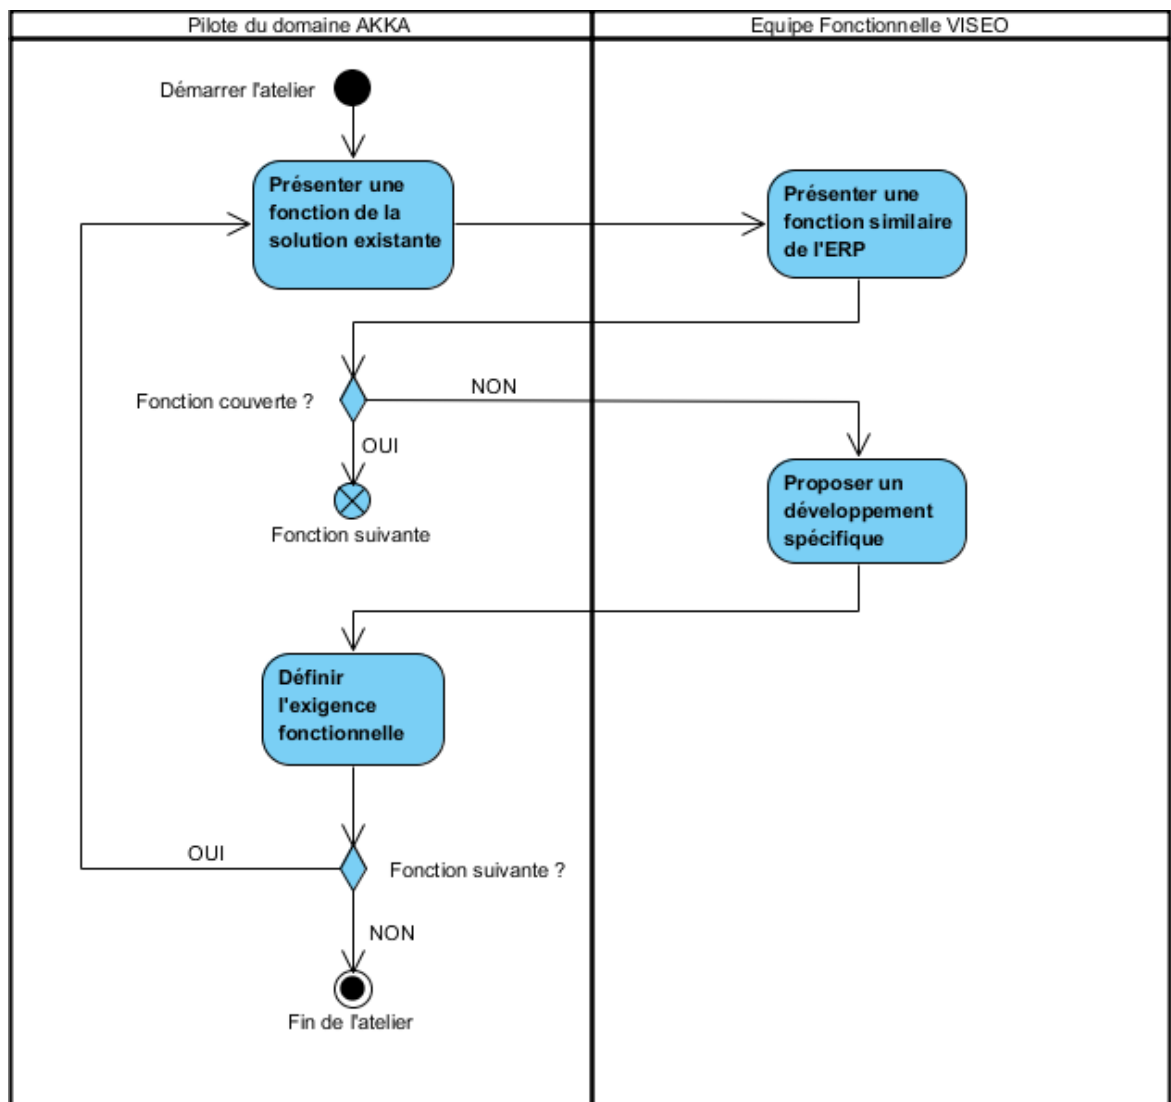 Pilote du domaine AKKA
Equipe Fonctionnelle VISEO
Démarrer l'atelier
Présenter une
fonction de la
solution existante
Présenter une
fonction similaire
de l'ERP
Fonction couverte ?
NON
OUI
Fonction suivante
Proposer un
développement
spécifique
Définir
l'exigence
fonctionnelle
OUI
Fonction suivante ?
NON
Fin de l'atelier